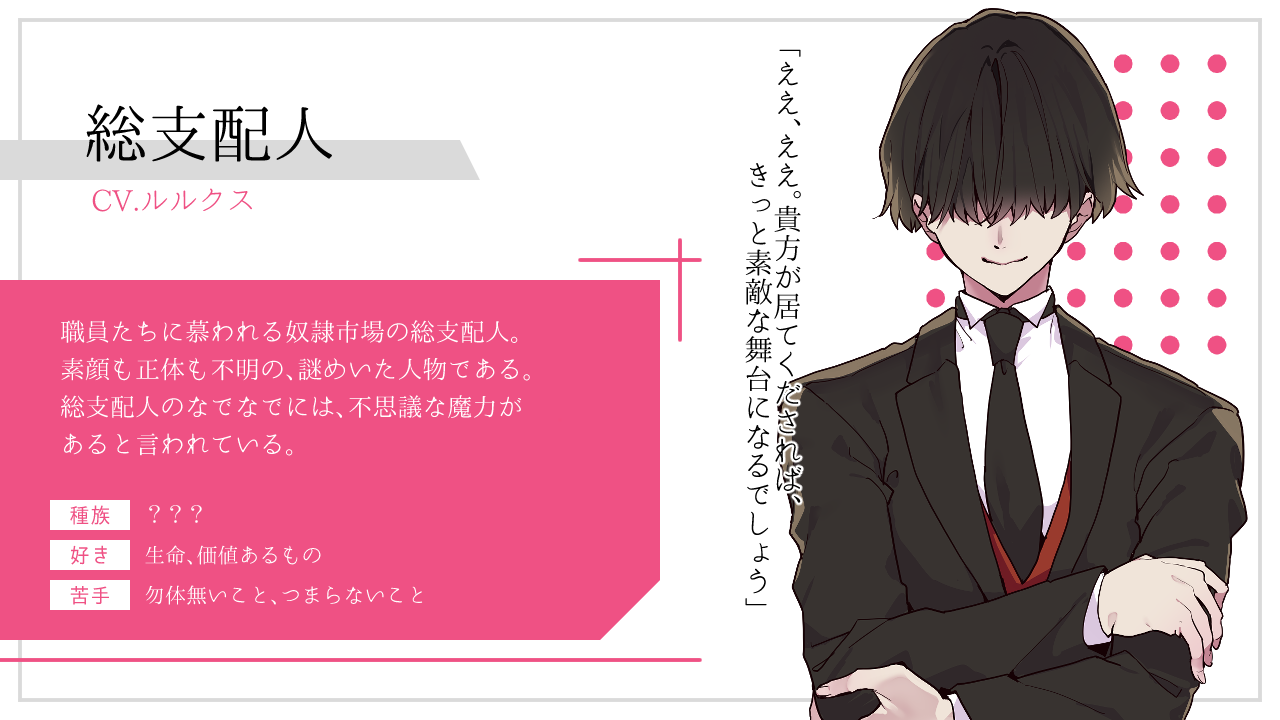 総支配人
CV.ルルクス
職員たちに慕われる奴隷市場の総支配人。
素顔も正体も不明の、謎めいた人物である。
総支配人のなでなでには、不思議な魔力が
あると言われている。
種族 ？？？
好き 生命、価値あるもの
苦手 勿体無いこと、つまらないこと
「ええ、ええ。貴方が居てくだされば、
きっと素敵な舞台になるでしょう」